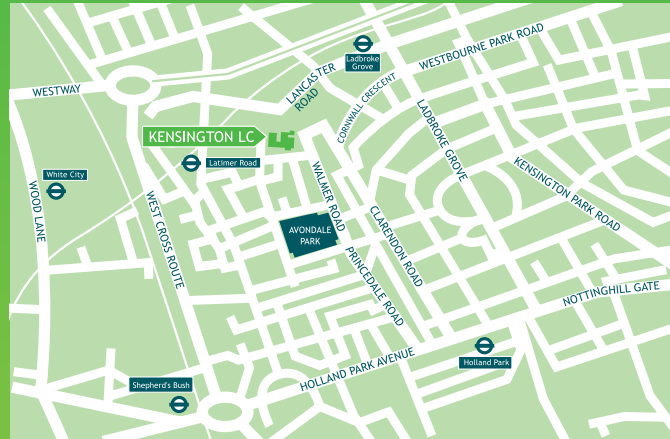 Ladbroke
Grove
WESTBOURNE PARK ROAD
LANCASTER
ROAD
CORNWALL CRESCENT
WESTWAY
LADBROKE GROVE
KENSINGTON LC
Latimer Road
White City
KENSINGTON PARK ROAD
WOOD LANE
WEST CROSS ROUTE
WALMER ROAD
CLARENDON ROAD
AVONDALE
PARK
PRINCEDALE ROAD
NOTTINGHILL GATE
HOLLAND PARK AVENUE
Holland Park
Shepherd's Bush